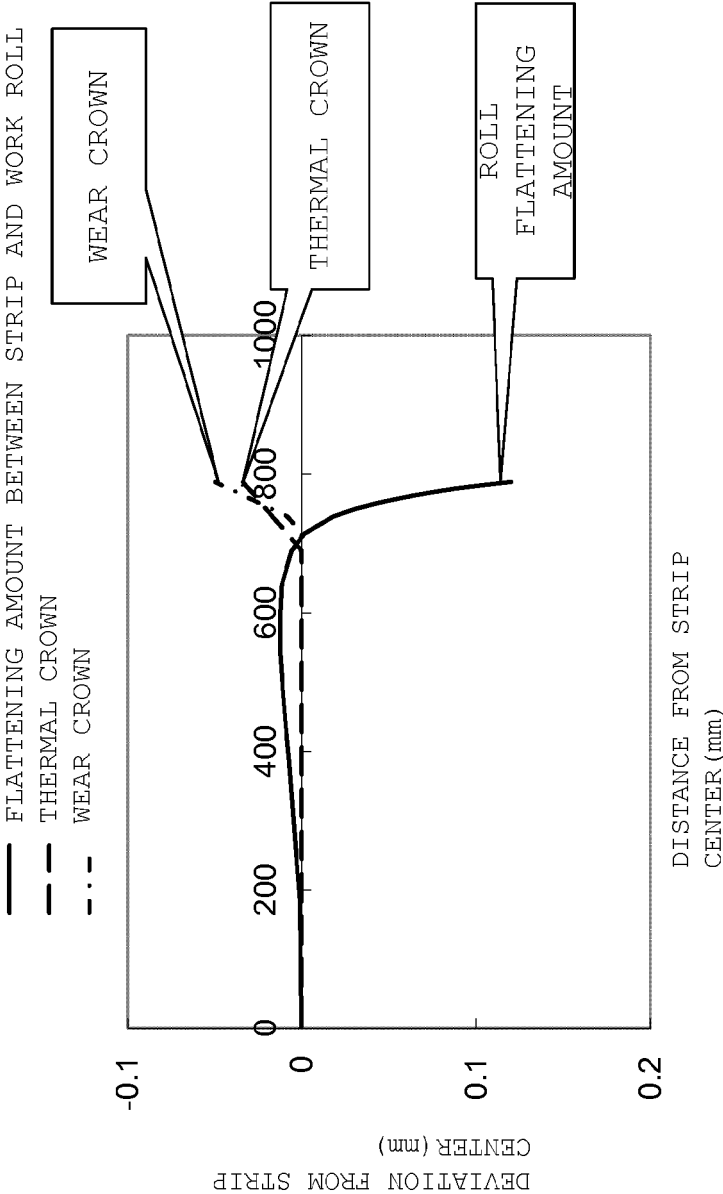 FLATTENING AMOUNT BETWEEN STRIP AND WORK ROLL
THERMAL CROWN
WEAR CROWN
WEAR CROWN
THERMAL CROWN
ROLL
FLATTENING
AMOUNT
-0.1
0
0.1
0.2
0
200
400
600
800
1000
DEVIATION FROM STRIP
CENTER(mm)
DISTANCE FROM STRIP
CENTER(mm)